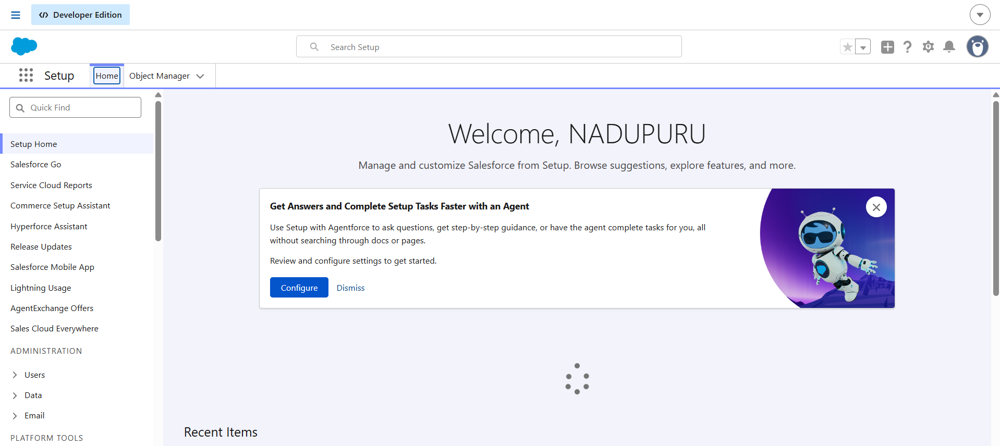 Developer Edition
Search Setup
Setup
Home
Object Manager
Quick Find
Setup Home
Salesforce Go
Service Cloud Reports
Commerce Setup Assistant
Hyperforce Assistant
Release Updates
Salesforce Mobile App
Lightning Usage
AgentExchange Offers
Sales Cloud Everywhere
ADMINISTRATION
Users
Data
Email
PLATFORM TOOLS
Welcome, NADUPURU
Manage and customize Salesforce from Setup. Browse suggestions, explore features, and more.
Get Answers and Complete Setup Tasks Faster with an Agent
Use Setup with Agentforce to ask questions, get step-by-step guidance, or have the agent complete tasks for you, all
without searching through docs or pages.
Review and configure settings to get started.
Configure
Dismiss
Recent Items